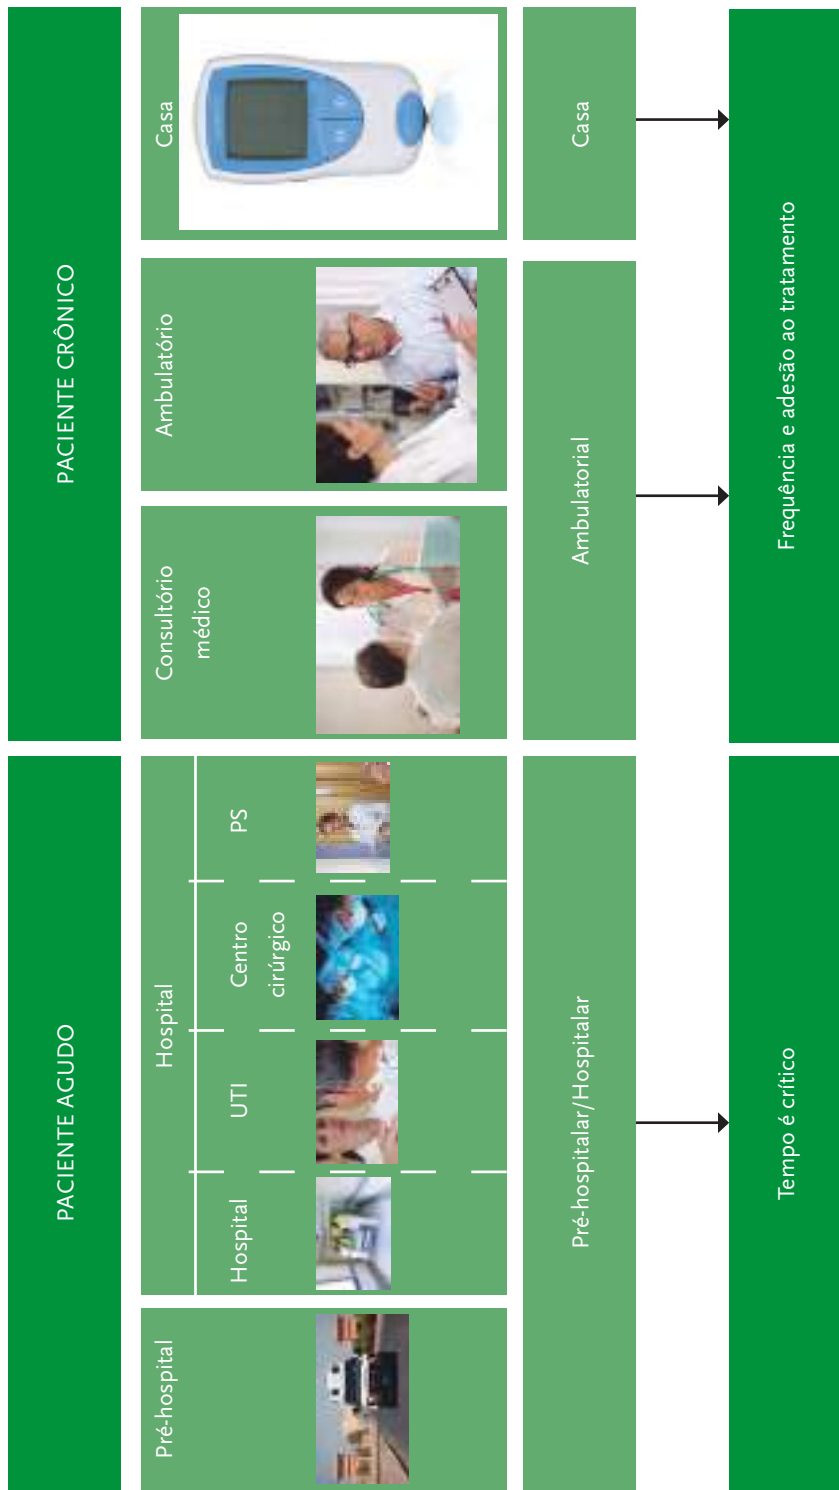 PACIENTE AGUDO
PACIENTE CRÔNICO
Pré-hospital
Hospital
Hospital
UTI
Centro
cirúrgico
PS
Consultório
médico
Ambulatório
Casa
Pré-hospitalar/Hospitalar
Ambulatorial
Casa
Tempo é crítico
Frequência e adesão ao tratamento